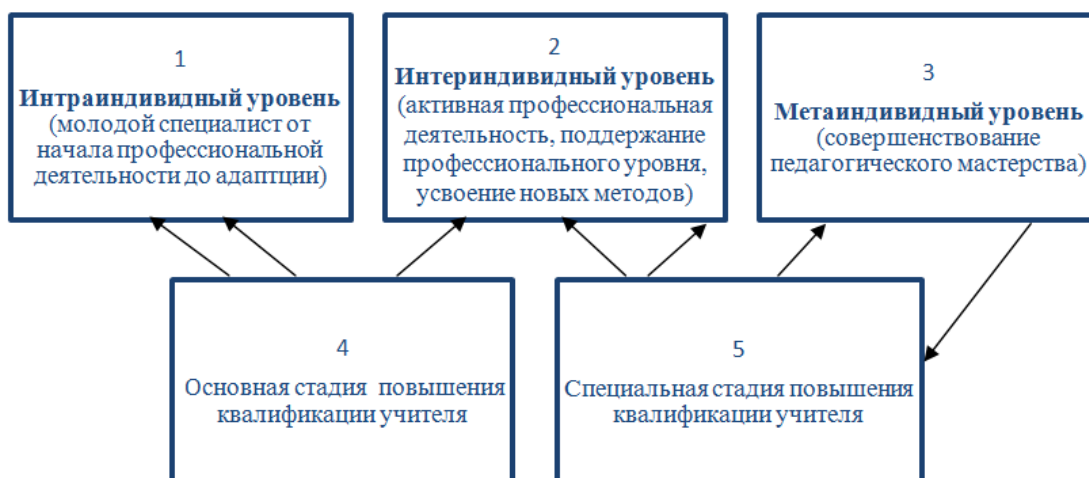 1
Интраиндивидный уровень
(молодой специалист от
начала профессиональной
деятельности до адаптции)
2
Интериндивидный уровень
(активная профессиональная
деятельность, поддержание
профессионального уровня,
усвоение новых методов)
3
Метаиндивидный уровень
(совершенствование
педагогического мастерства)
4
Основная стадия повышения
квалификации учителя
5
Специальная стадия повышения
квалификации учителя